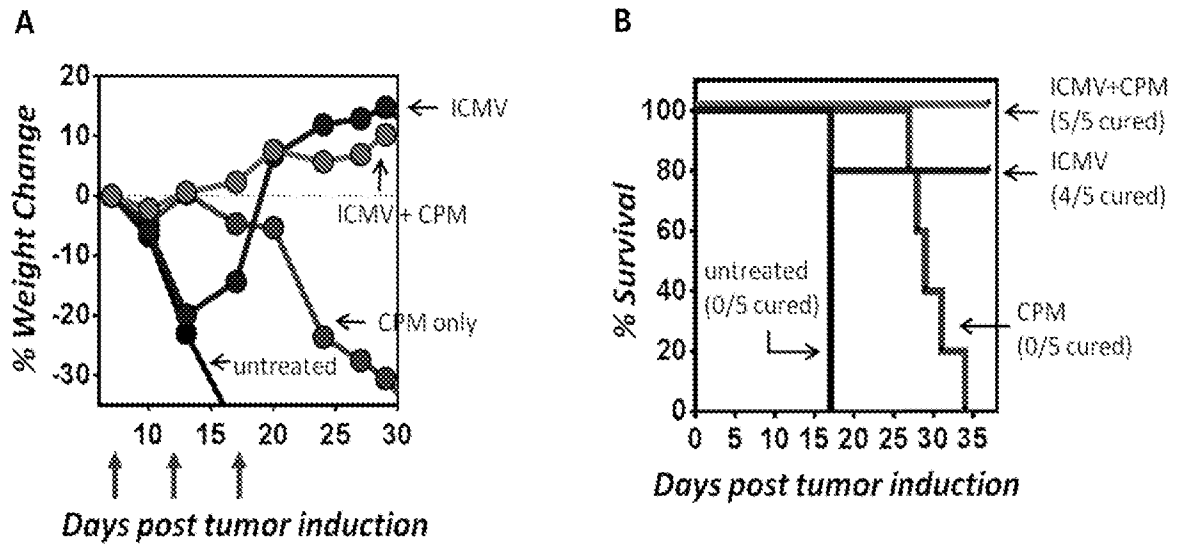 A
20
10
0
-10
-20
-30
% Weight Change
ICMV
ICMV + CPM
CPM only
untreated
10 15 20 25 30
Days post tumor induction
B
100
80
60
40
20
0
% Survival
ICMV+CPM
(5/5 cured)
ICMV
(4/5 cured)
untreated
(0/5 cured)
CPM
(0/5 cured)
0 5 10 15 20 25 30 35
Days post tumor induction